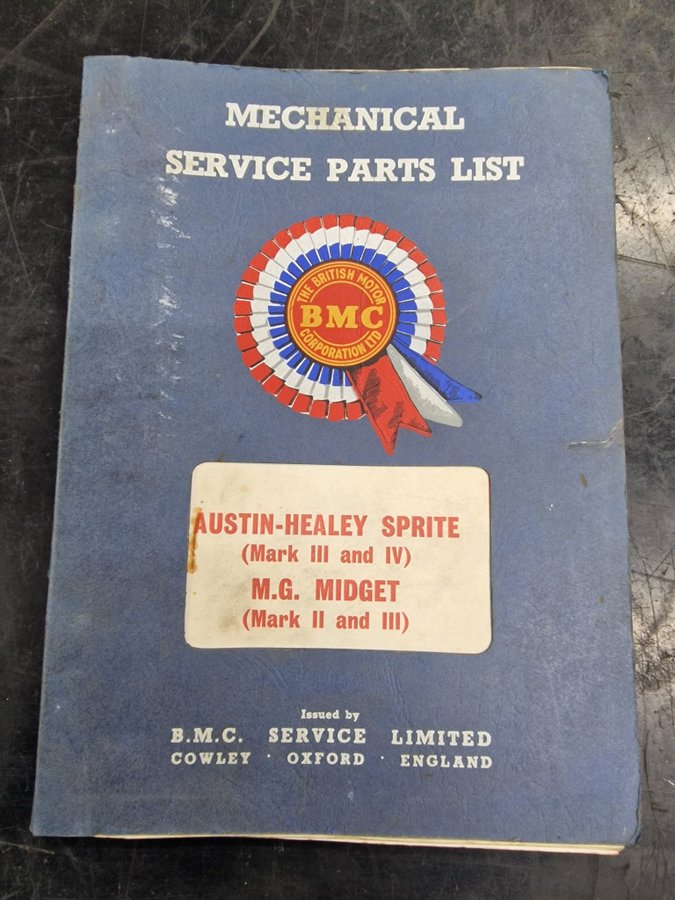 MECHANICAL
SERVICE PARTS LIST
THE BRITISH MOTOR
BMC
CORPORATION LTD
AUSTIN-HEALEY SPRITE
(Mark III and IV)
M.G. MIDGET
(Mark II and III)
Issued by
B.M.C. SERVICE LIMITED
COWLEY · OXFORD · ENGLAND